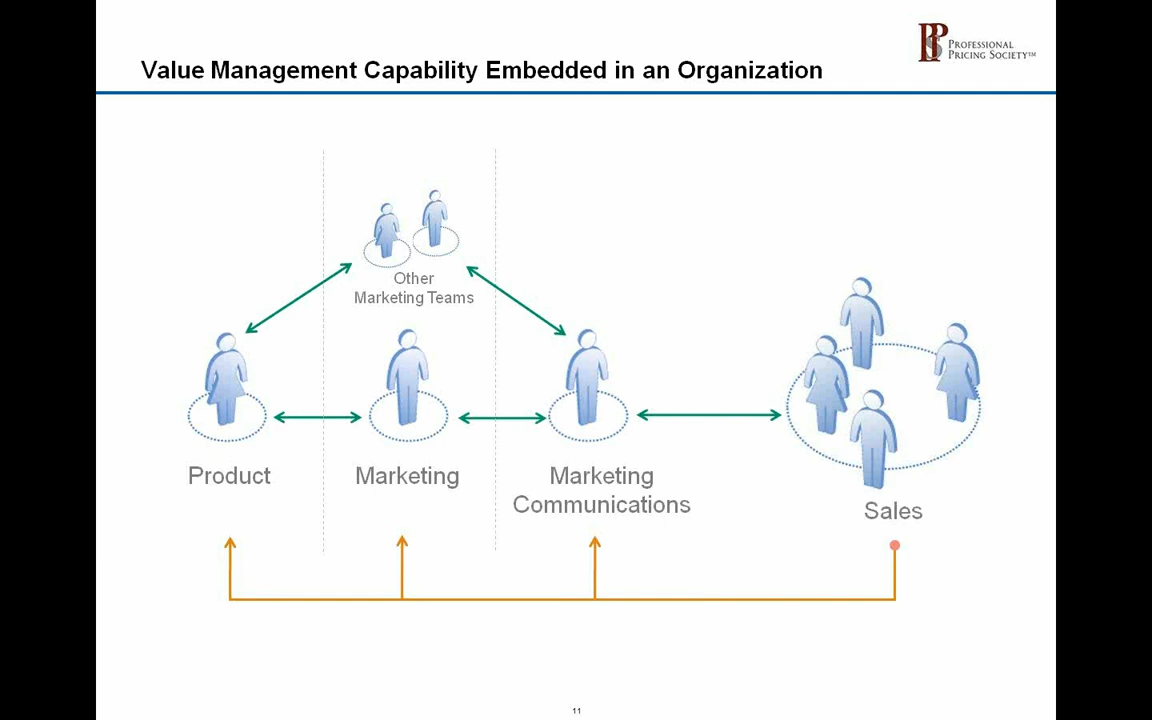 PROFESSIONAL
PRICING SOCIETY™
Value Management Capability Embedded in an Organization
Other
Marketing Teams
Product
Marketing
Marketing
Communications
Sales
11